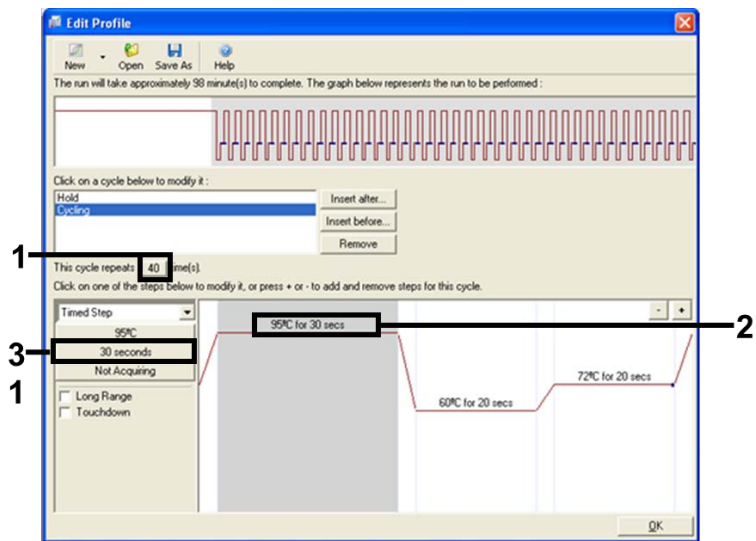 Edit Profile
New Open Save As Help
The run will take approximately 98 minute(s) to complete. The graph below represents the run to be performed :
Click on a cycle below to modify it :
Hold
Cycling
Insert after...
Insert before...
Remove
1
This cycle repeats 40 time(s).
Click on one of the steps below to modify it, or press + or - to add and remove steps for this cycle.
Timed Step
- +
95ºC for 30 secs
2
95ºC
3
30 seconds
Not Acquiring
72ºC for 20 secs
1
Long Range
60ºC for 20 secs
Touchdown
OK